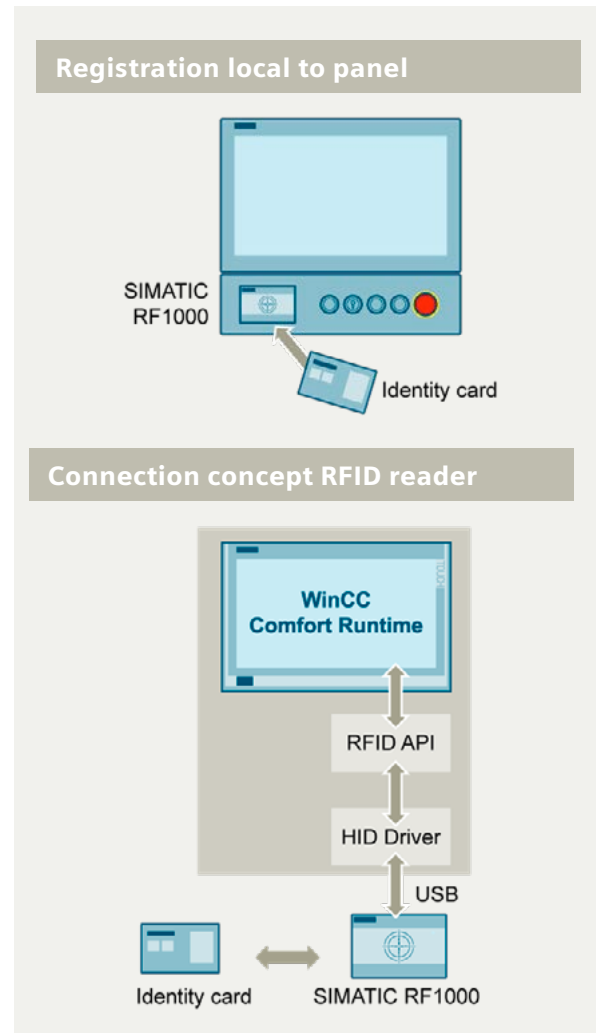 Registration local to panel
SIMATIC
RF1000
Identity card
Connection concept RFID reader
TOUCH
WinCC
Comfort Runtime
RFID API
HID Driver
USB
Identity card
SIMATIC RF1000